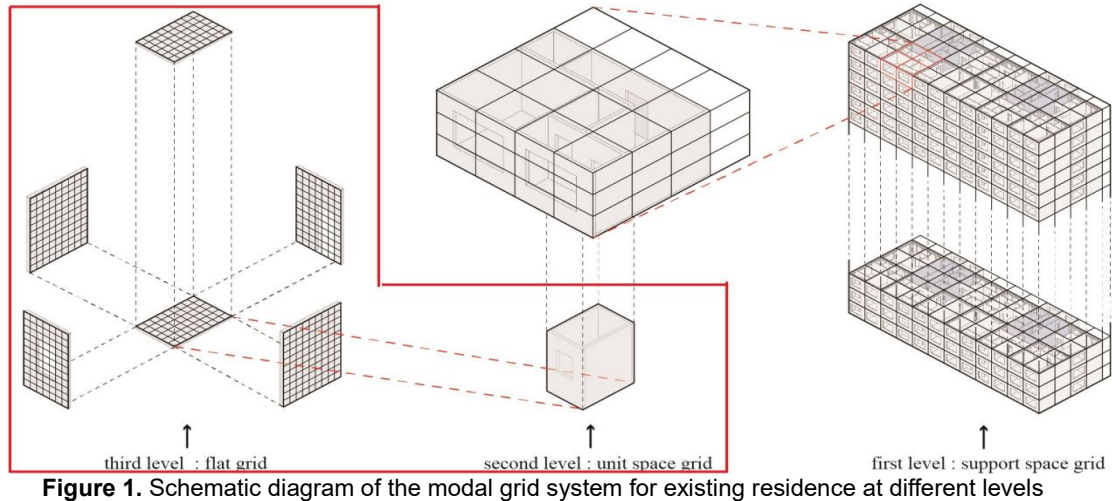 third level : flat grid
second level : unit space grid
first level : support space grid
Figure 1. Schematic diagram of the modal grid system for existing residence at different levels